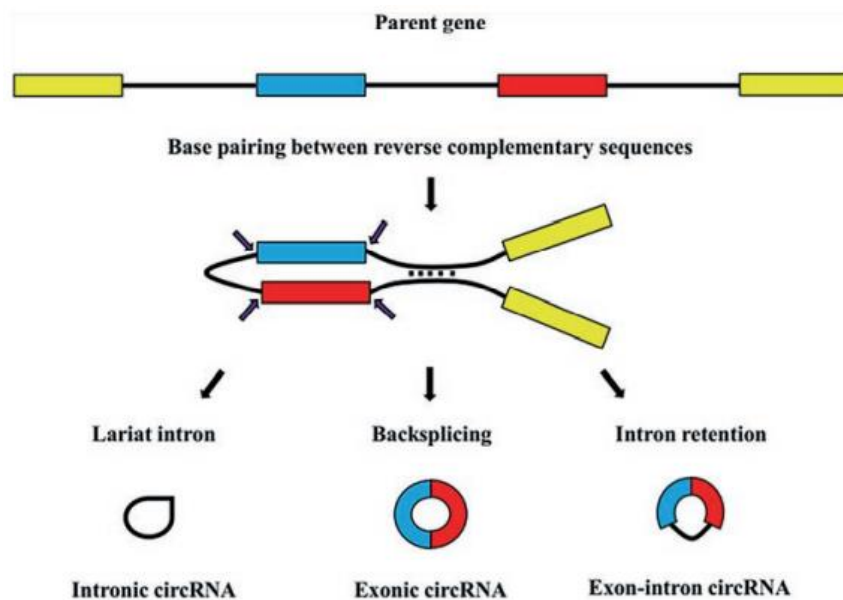 Parent gene
Base pairing between reverse complementary sequences
Lariat intron
Backsplicing
Intron retention
Intronic circRNA
Exonic circRNA
Exon-intron circRNA